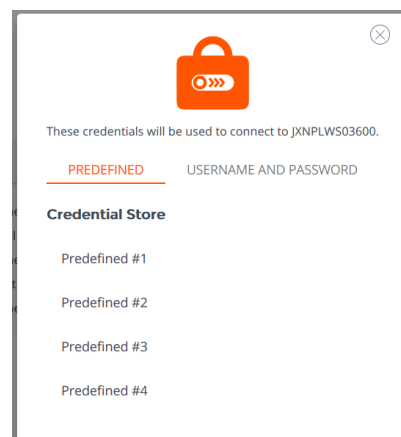 These credentials will be used to connect to JXNPLWS03600.
PREDEFINED USERNAME AND PASSWORD
Credential Store
Predefined #1
Predefined #2
Predefined #3
Predefined #4